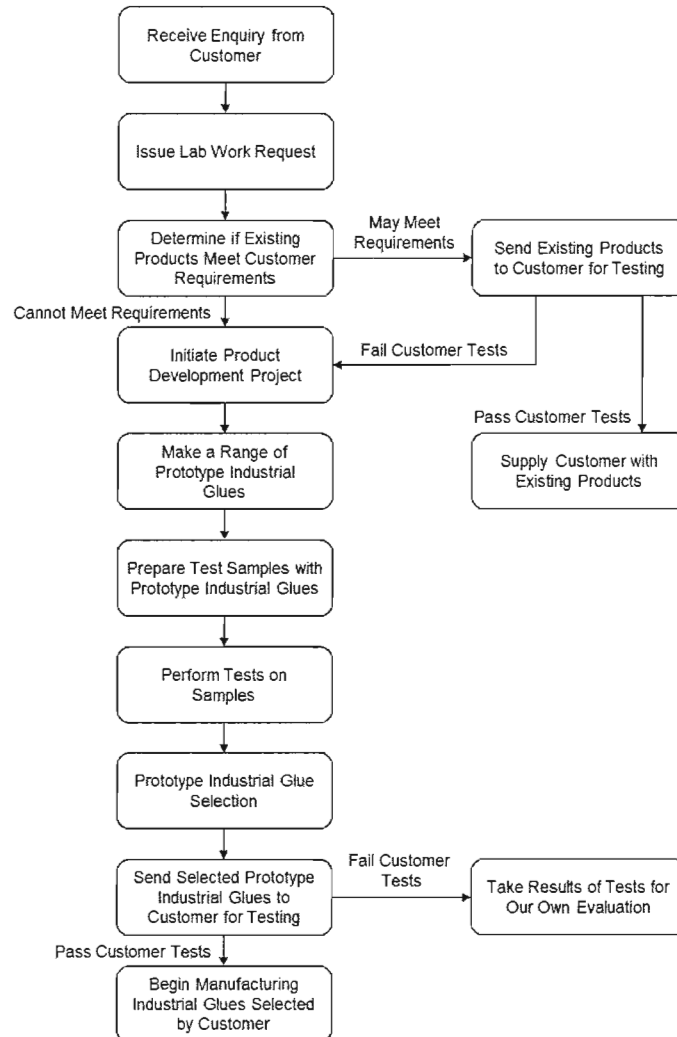 Receive Enquiry from
Customer
Issue Lab Work Request
Determine if Existing
Products Meet Customer
Requirements
May Meet
Requirements
Send Existing Products
to Customer for Testing
Cannot Meet Requirements
Initiate Product
Development Project
Fail Customer Tests
Pass Customer Tests
Supply Customer with
Existing Products
Make a Range of
Prototype Industrial
Glues
Prepare Test Samples with
Prototype Industrial Glues
Perform Tests on
Samples
Prototype Industrial Glue
Selection
Send Selected Prototype
Industrial Glues to
Customer for Testing
Fail Customer
Tests
Take Results of Tests for
Our Own Evaluation
Pass Customer Tests
Begin Manufacturing
Industrial Glues Selected
by Customer